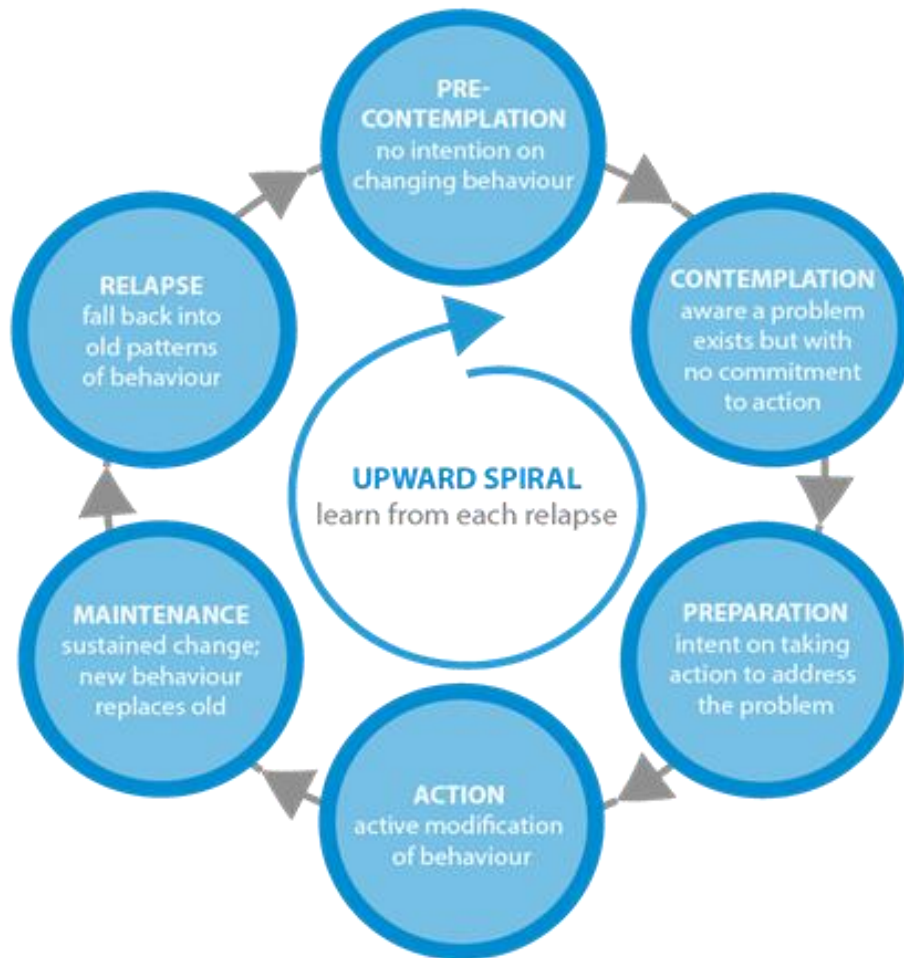 PRE-
CONTEMPLATION
no intention on
changing behaviour
CONTEMPLATION
aware a problem
exists but with
no commitment
to action
PREPARATION
intent on taking
action to address
the problem
ACTION
active modification
of behaviour
MAINTENANCE
sustained change;
new behaviour
replaces old
RELAPSE
fall back into
old patterns
of behaviour
UPWARD SPIRAL
learn from each relapse